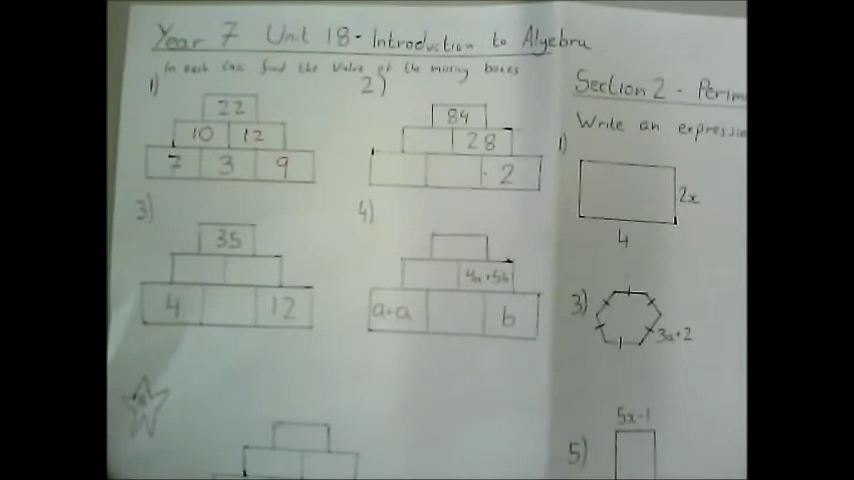 Year 7 Unit 18 - Introduction to Algebra
In each case find the value of the missing boxes
1)
22
10 12
7 3 9
2)
84
28
2
3)
35
4 12
4)
4a+5b
a+a b
Section 2 - Perim
Write an expressio
1)
2x
4
3)
3a+2
5x-1
5)